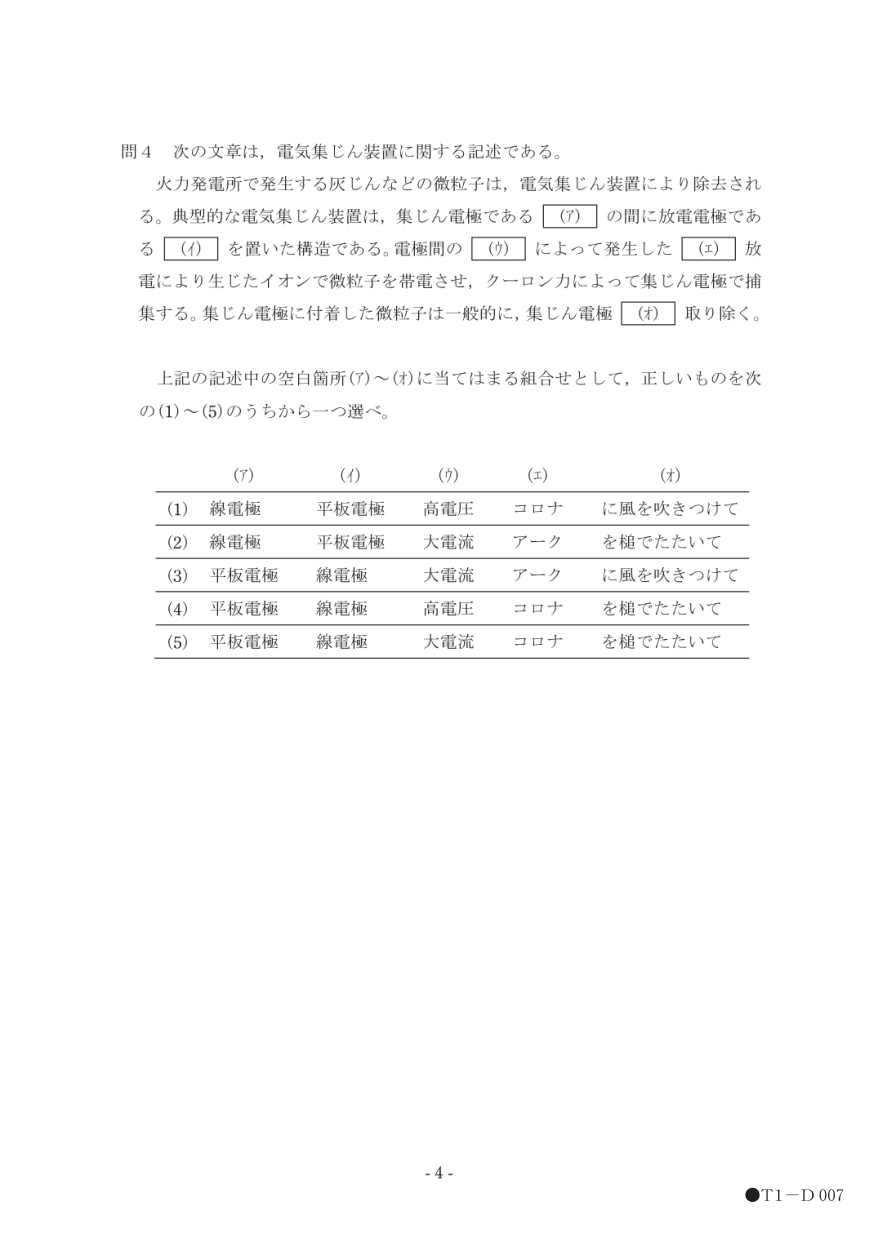 問４　次の文章は，電気集じん装置に関する記述である。
火力発電所で発生する灰じんなどの微粒子は，電気集じん装置により除去され
る。典型的な電気集じん装置は，集じん電極である (ア) の間に放電電極であ
る (イ) を置いた構造である。電極間の (ウ) によって発生した (エ) 放
電により生じたイオンで微粒子を帯電させ，クーロン力によって集じん電極で捕
集する。集じん電極に付着した微粒子は一般的に，集じん電極 (オ) 取り除く。
上記の記述中の空白箇所(ア)～(オ)に当てはまる組合せとして，正しいものを次
の(1)～(5)のうちから一つ選べ。
(ア) (イ) (ウ) (エ) (オ)
(1) 線電極 平板電極 高電圧 コロナ に風を吹きつけて
(2) 線電極 平板電極 大電流 アーク を槌でたたいて
(3) 平板電極 線電極 大電流 アーク に風を吹きつけて
(4) 平板電極 線電極 高電圧 コロナ を槌でたたいて
(5) 平板電極 線電極 大電流 コロナ を槌でたたいて
- 4 -
●T1－D 007